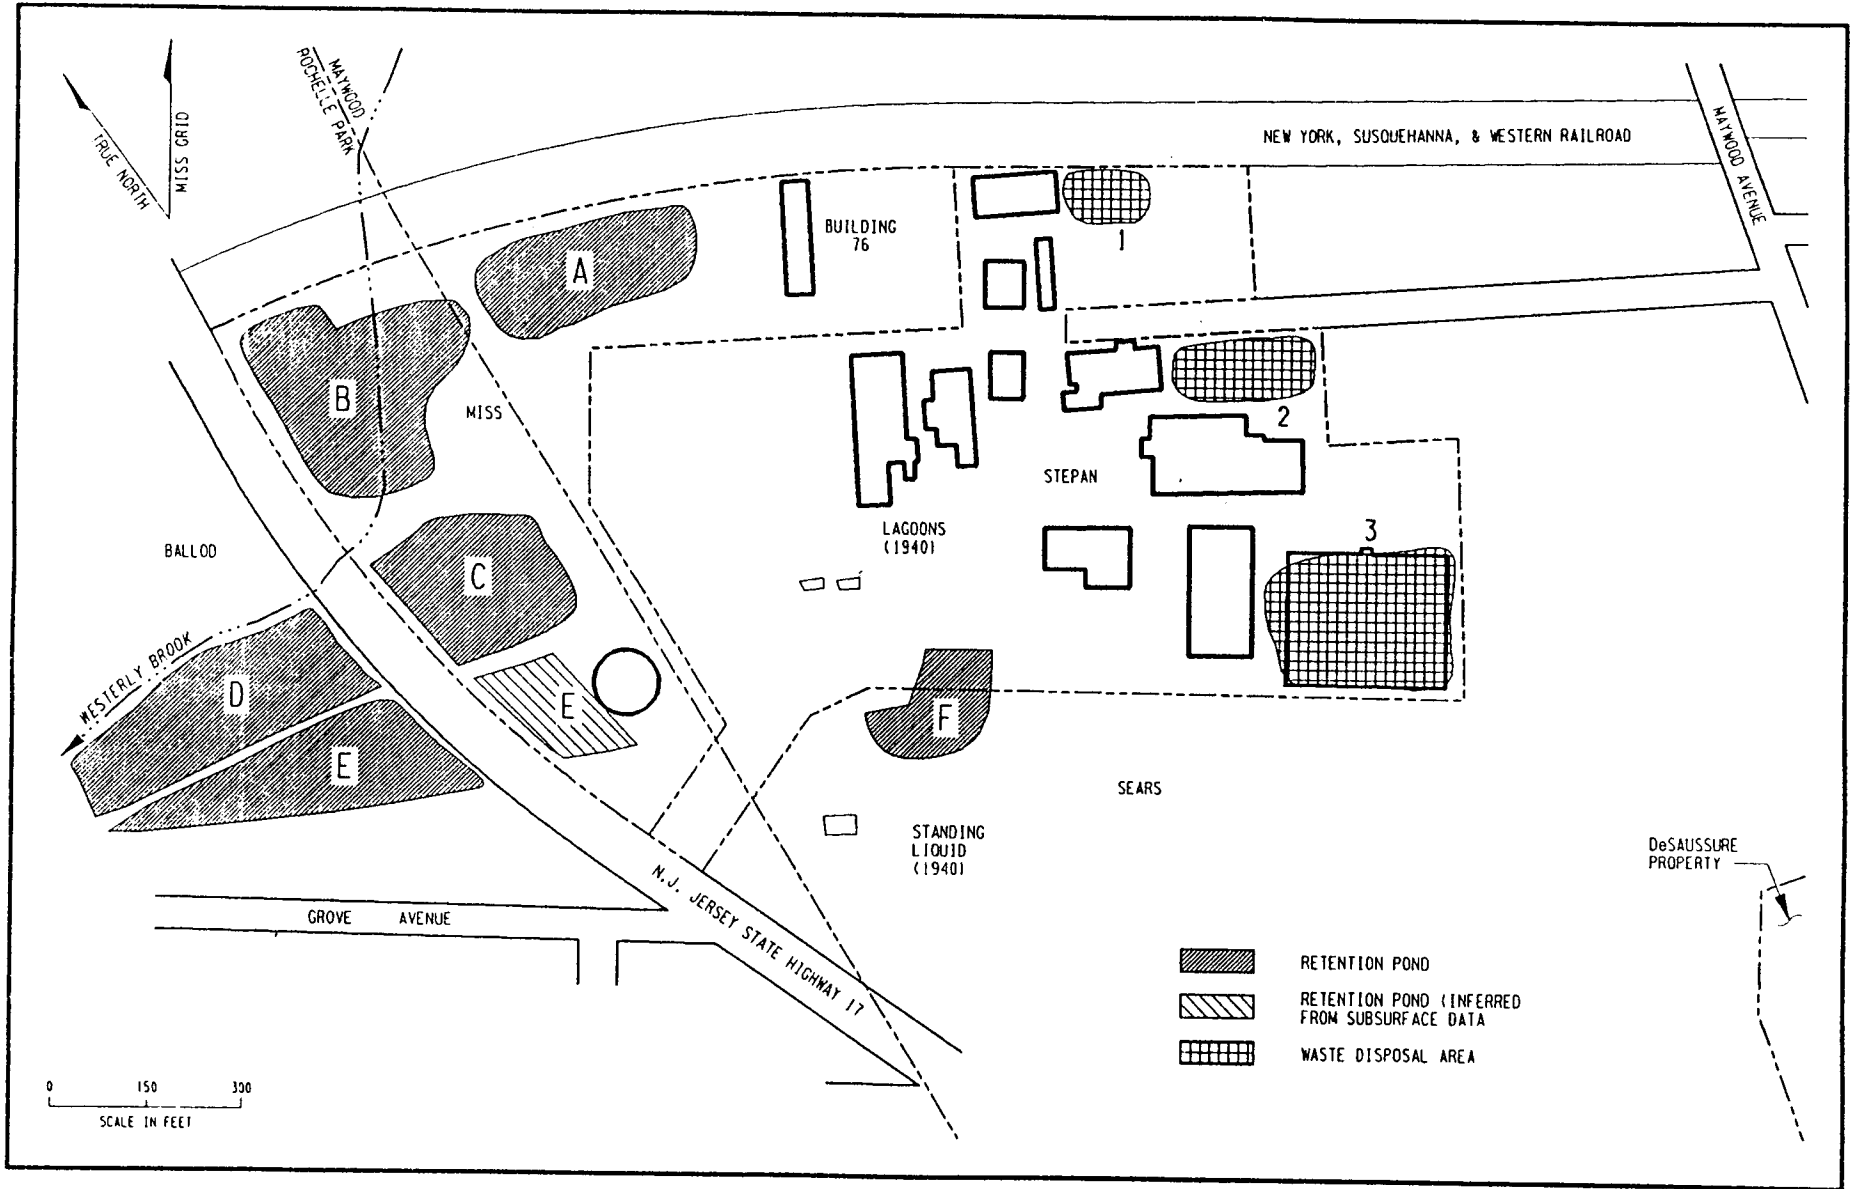 MAYWOOD
ROCHELLE PARK
TRUE NORTH
MISS GRID
NEW YORK, SUSQUEHANNA, & WESTERN RAILROAD
MAYWOOD AVENUE
BUILDING
76
A
1
B
MISS
2
STEPAN
LAGOONS
(1940)
3
BALLOD
C
WESTERLY BROOK
D
E
E
F
SEARS
STANDING
LIQUID
(1940)
DeSAUSSURE
PROPERTY
N.J. JERSEY STATE HIGHWAY 17
GROVE AVENUE
RETENTION POND
RETENTION POND (INFERRED
FROM SUBSURFACE DATA
WASTE DISPOSAL AREA
0 150 300
SCALE IN FEET